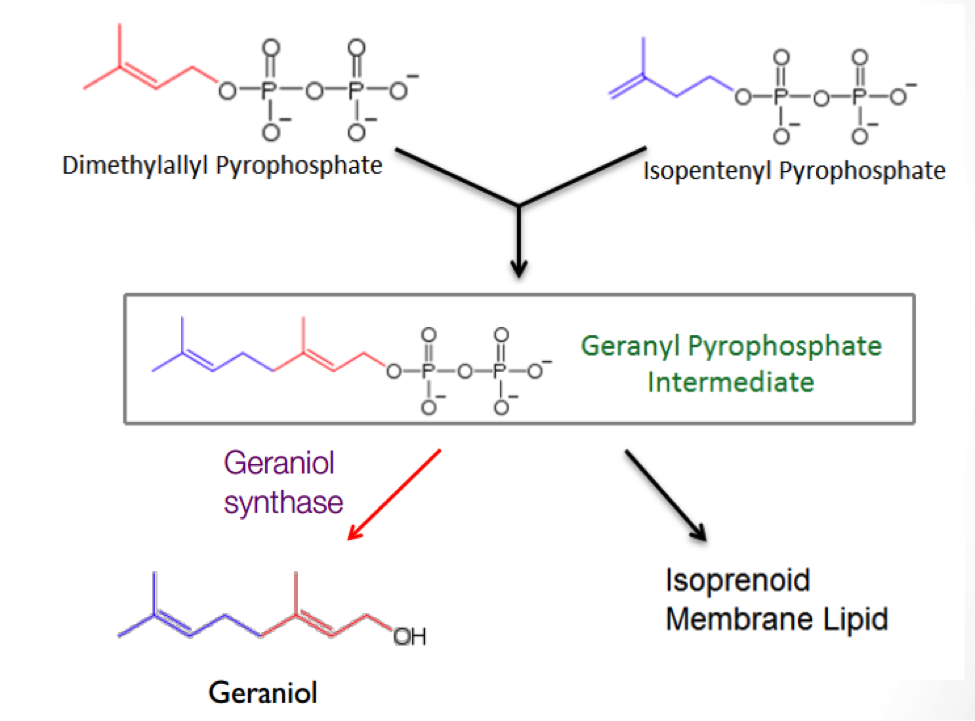 O O
O-P-O-P-O⁻
O⁻ O⁻
Dimethylallyl Pyrophosphate
O O
O-P-O-P-O⁻
O⁻ O⁻
Isopentenyl Pyrophosphate
O O
O-P-O-P-O⁻
O⁻ O⁻
Geranyl Pyrophosphate
Intermediate
Geraniol
synthase
OH
Geraniol
Isoprenoid
Membrane Lipid